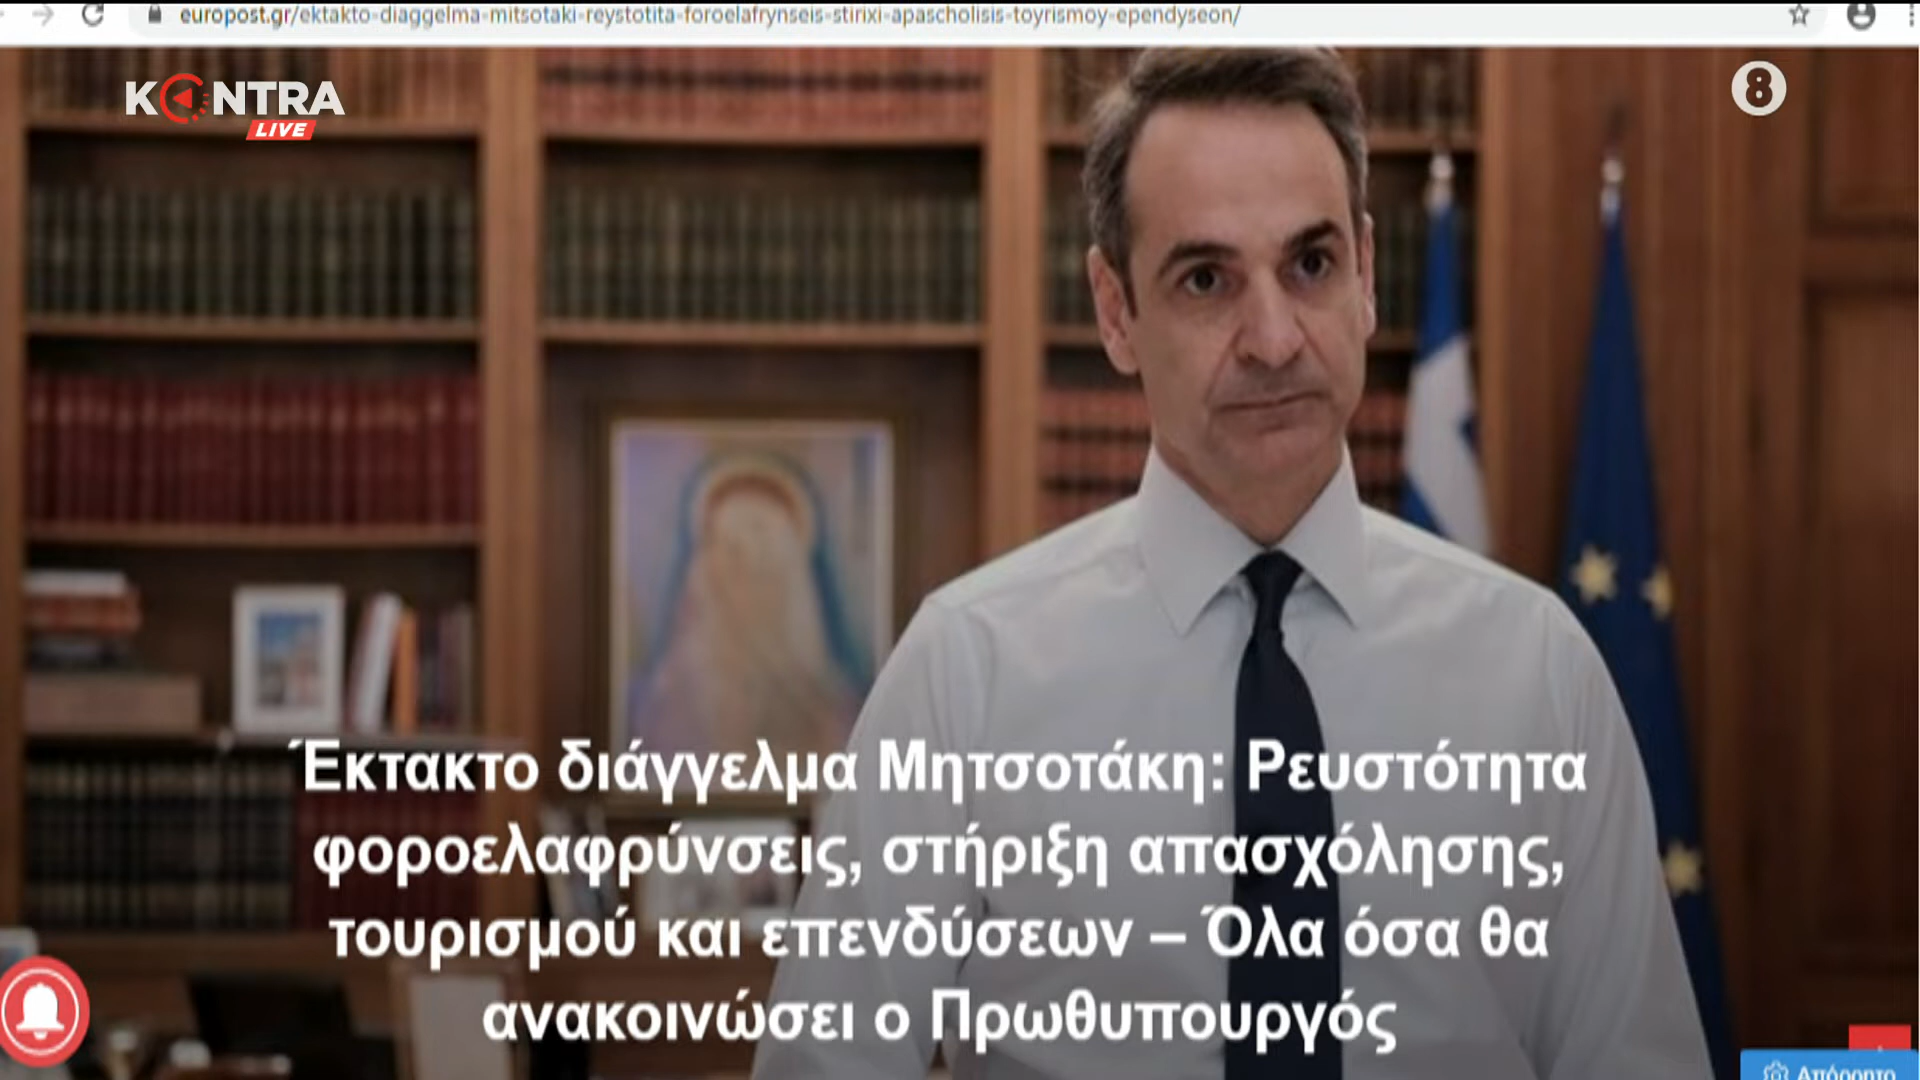 europost.gr/ektakto-diaggelma-mitsotaki-reystotita-foroelafrynseis-stirixi-apascholisis-toyrismoy-ependyseon/
KONTRA
LIVE
8
Έκτακτο διάγγελμα Μητσοτάκη: Ρευστότητα
φοροελαφρύνσεις, στήριξη απασχόλησης,
τουρισμού και επενδύσεων – Όλα όσα θα
ανακοινώσει ο Πρωθυπουργός
Απόρρητο